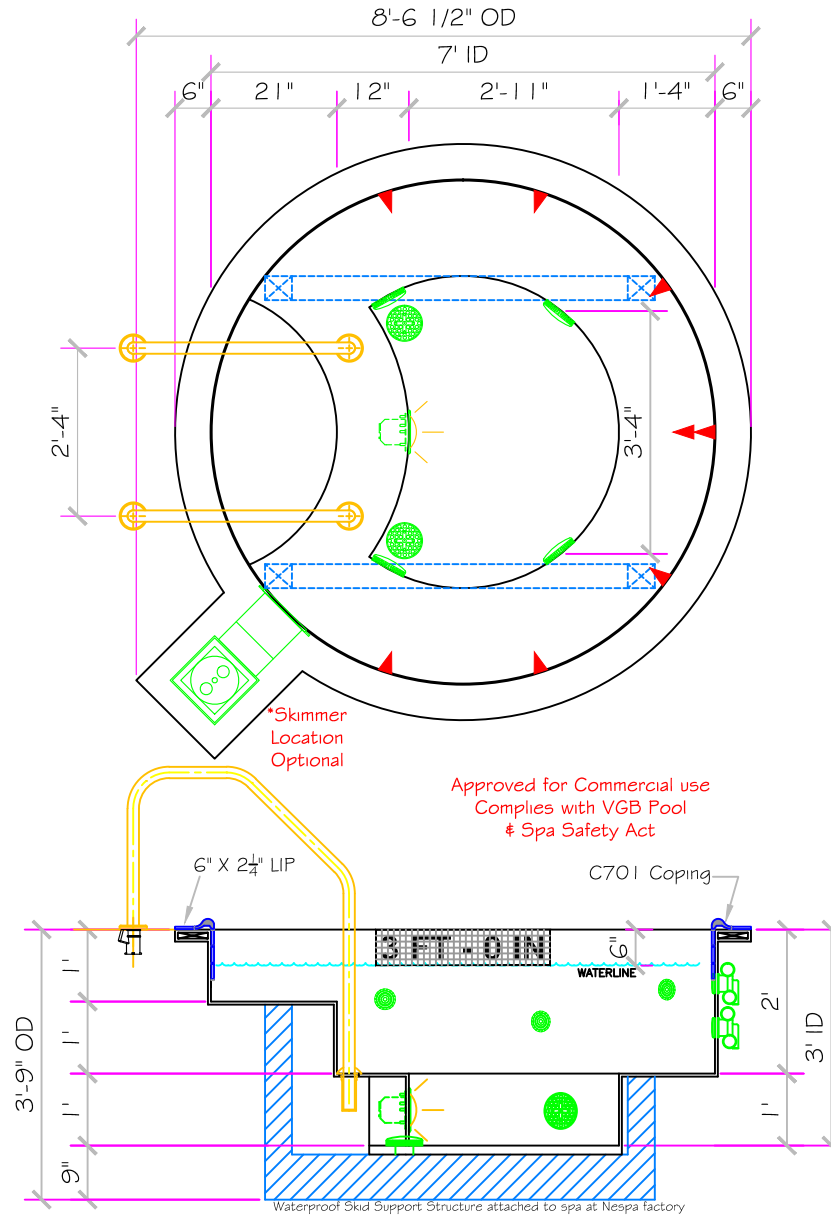 8'-6 1/2" OD
7' ID
6" 21" 12" 2'-11" 1'-4" 6"
2'-4"
3'-4"
*Skimmer
Location
Optional
Approved for Commercial use
Complies with VGB Pool
& Spa Safety Act
6" X 2 1/4" LIP
C701 Coping
3 FT - 0 IN
6"
WATERLINE
1'
1'
1'
9"
3'-9" OD
2'
1'
3' ID
Waterproof Skid Support Structure attached to spa at Nespa factory